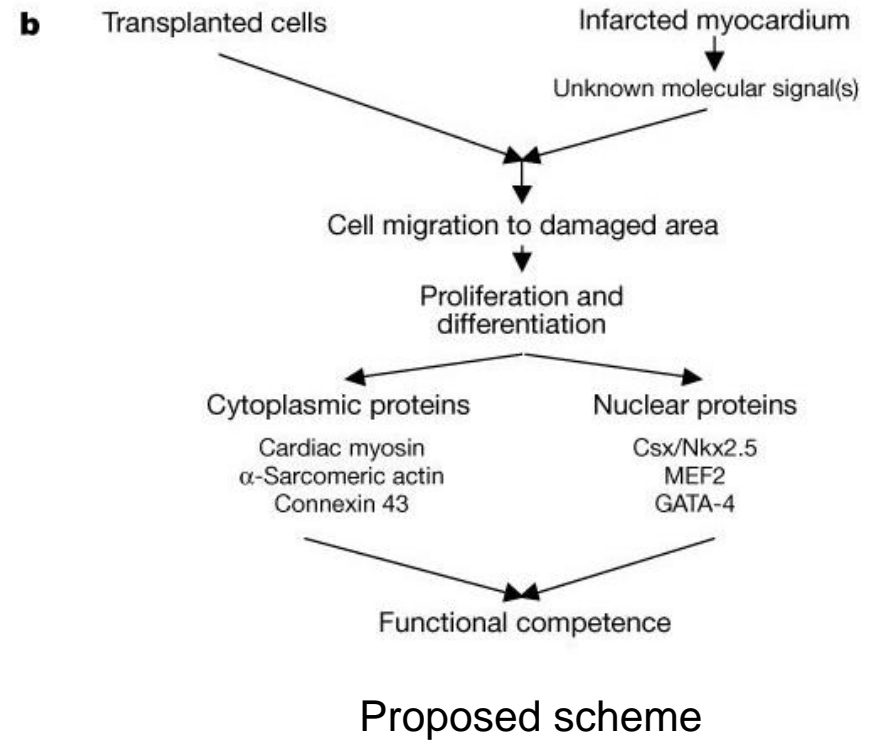 b
Transplanted cells
Infarcted myocardium
Unknown molecular signal(s)
Cell migration to damaged area
Proliferation and
differentiation
Cytoplasmic proteins
Cardiac myosin
α-Sarcomeric actin
Connexin 43
Nuclear proteins
Csx/Nkx2.5
MEF2
GATA-4
Functional competence
Proposed scheme